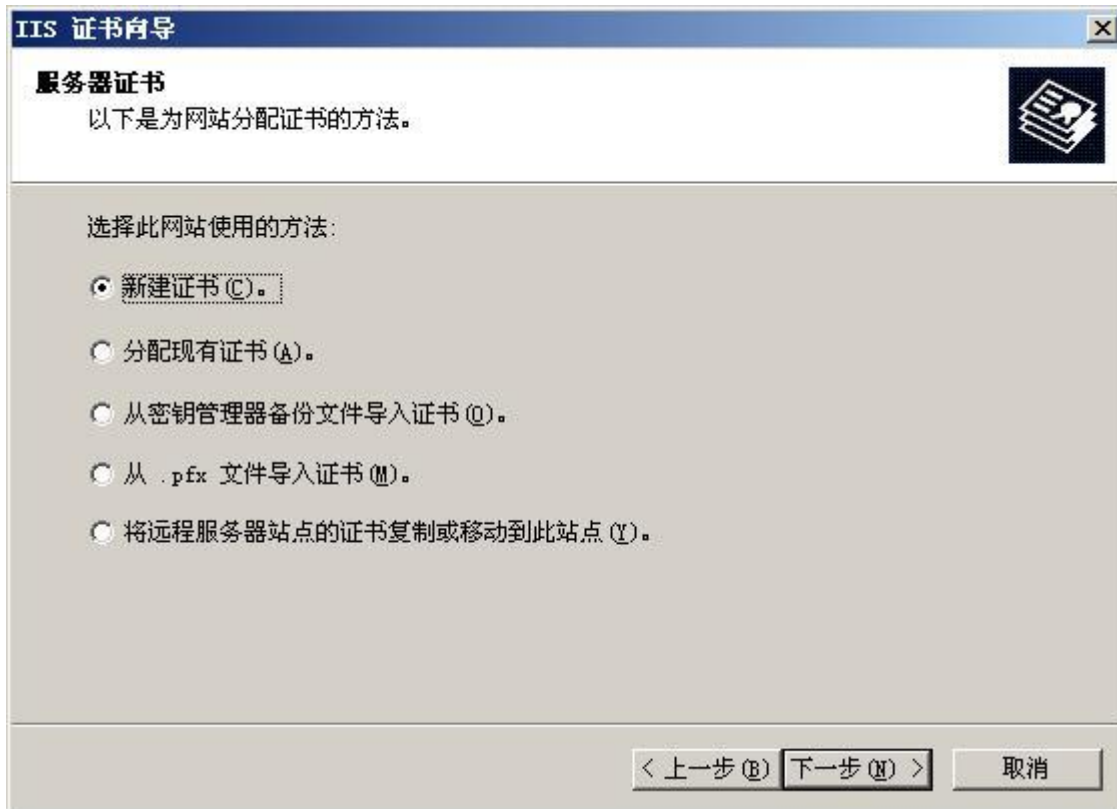 IIS 证书向导
服务器证书
以下是为网站分配证书的方法。
选择此网站使用的方法:
新建证书(C)。
分配现有证书(A)。
从密钥管理器备份文件导入证书(O)。
从 .pfx 文件导入证书(M)。
将远程服务器站点的证书复制或移动到此站点(Y)。
< 上一步(B) 下一步(N) > 取消